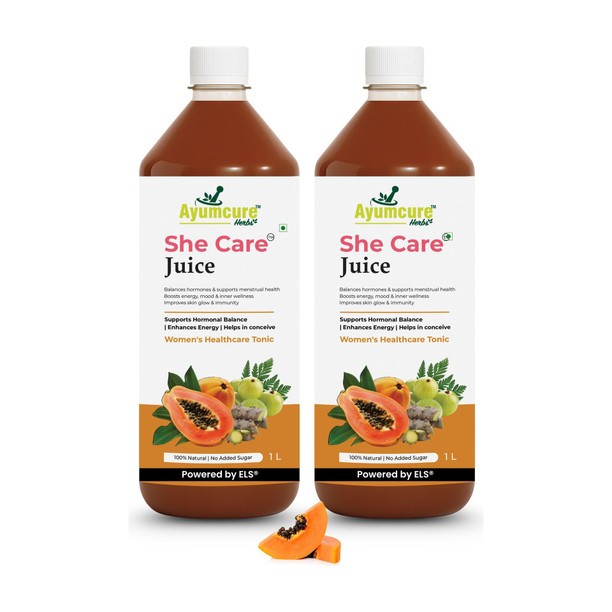 Ayumcure™
Herbs
She Care™
Juice
Balances hormones & supports menstrual health
Boosts energy, mood & inner wellness
Improves skin glow & immunity
Supports Hormonal Balance
| Enhances Energy | Helps in conceive
Women's Healthcare Tonic
100% Natural | No Added Sugar
1 L
Powered by ELS®
Ayumcure™
Herbs
She Care
Juice
Balances hormones & supports menstrual health
Boosts energy, mood & inner wellness
Improves skin glow & immunity
Supports Hormonal Balance
| Enhances Energy | Helps in conceive
Women's Healthcare Tonic
100% Natural | No Added Sugar
1 L
Powered by ELS®